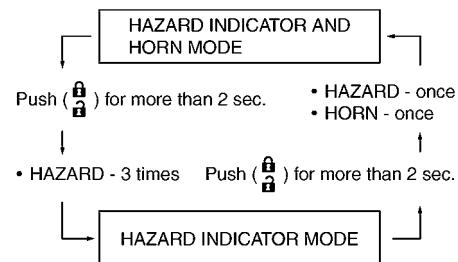 HAZARD INDICATOR AND
HORN MODE
Push ( ) for more than 2 sec.
• HAZARD - once
• HORN - once
• HAZARD - 3 times
Push ( ) for more than 2 sec.
HAZARD INDICATOR MODE